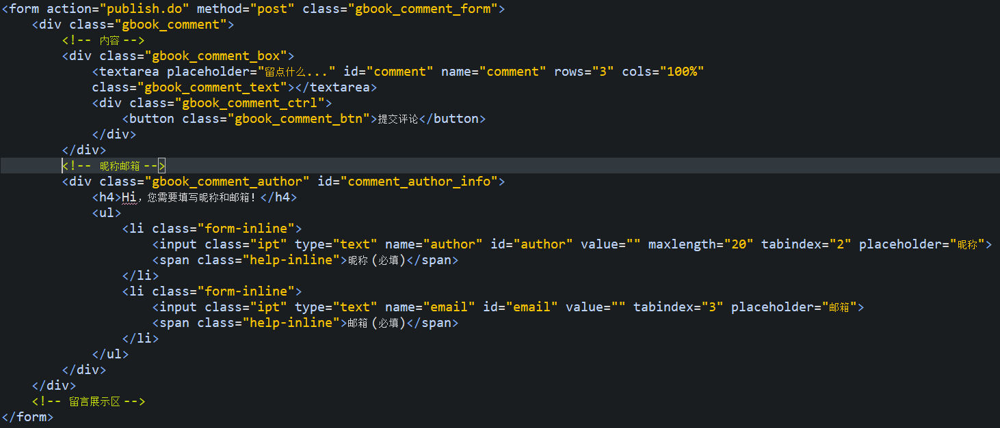 <form action="publish.do" method="post" class="gbook_comment_form">
<div class="gbook_comment">
<!-- 内容 -->
<div class="gbook_comment_box">
<textarea placeholder="留点什么..." id="comment" name="comment" rows="3" cols="100%"
class="gbook_comment_text"></textarea>
<div class="gbook_comment_ctrl">
<button class="gbook_comment_btn">提交评论</button>
</div>
</div>
<!-- 昵称邮箱 -->
<div class="gbook_comment_author" id="comment_author_info">
<h4>Hi，您需要填写昵称和邮箱！</h4>
<ul>
<li class="form-inline">
<input class="ipt" type="text" name="author" id="author" value="" maxlength="20" tabindex="2" placeholder="昵称">
<span class="help-inline">昵称（必填）</span>
</li>
<li class="form-inline">
<input class="ipt" type="text" name="email" id="email" value="" tabindex="3" placeholder="邮箱">
<span class="help-inline">邮箱（必填）</span>
</li>
</ul>
</div>
</div>
<!-- 留言展示区 -->
</form>